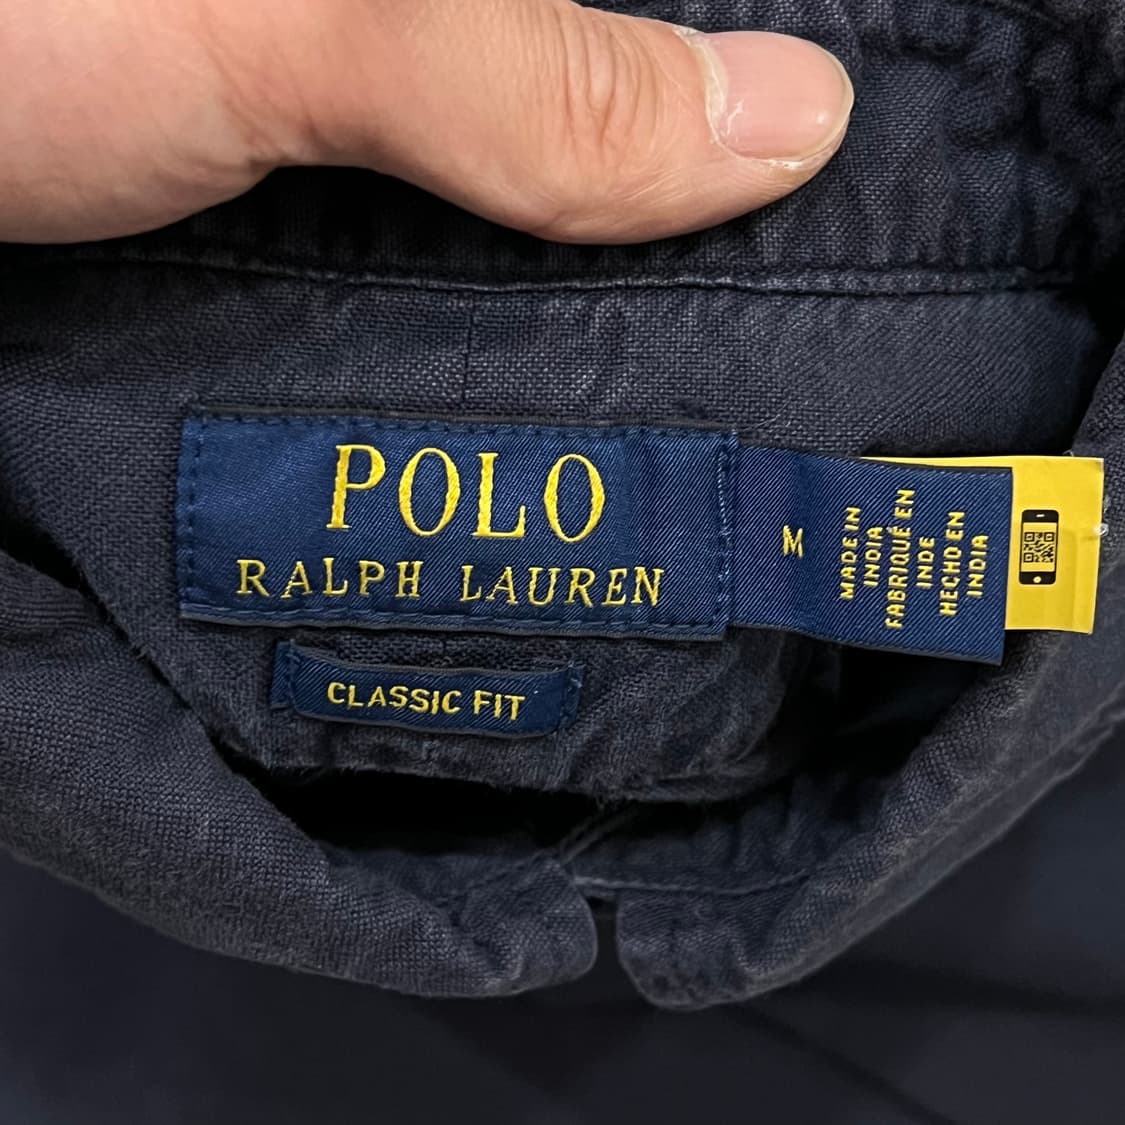 POLO
RALPH LAUREN
CLASSIC FIT
M
MADE IN
INDIA
FABRIQUÉ EN
INDE
HECHO EN
INDIA